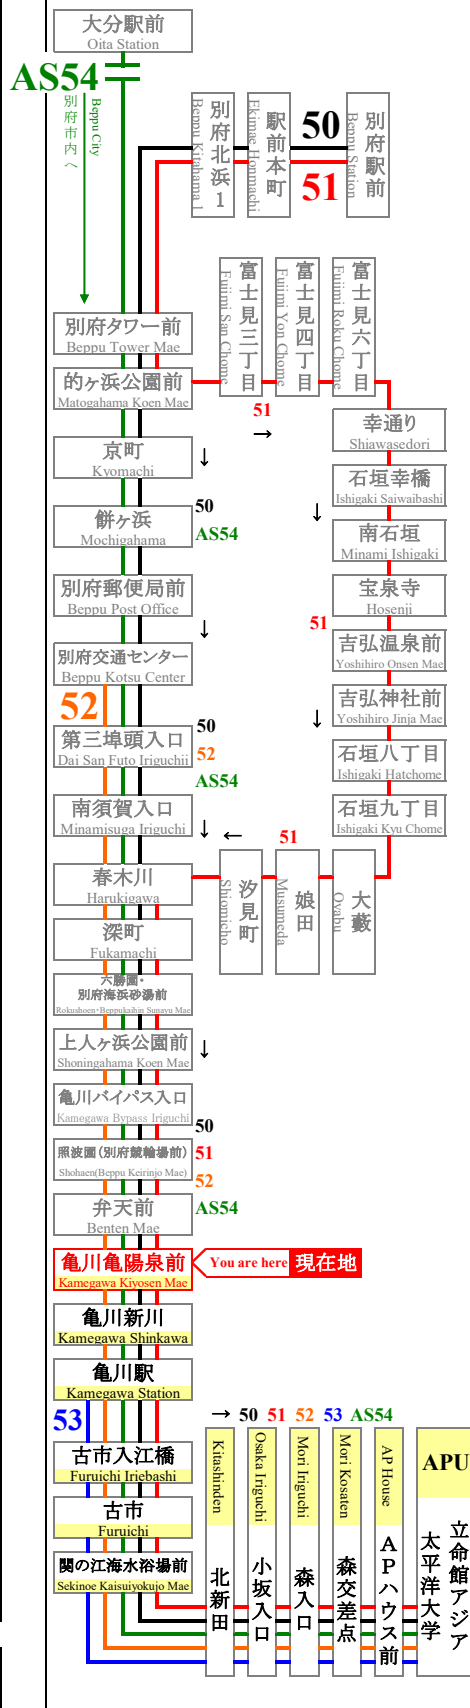 大分駅前
Oita Station
AS54
別府市内へ
Beppu City
別府北浜1
Beppu Kitahama 1
駅前本町
Ekimae Honmachi
50
51
別府駅前
Beppu Station
別府タワー前
Beppu Tower Mae
富士見三丁目
Fujimi San Chome
富士見四丁目
Fujimi Yon Chome
富士見六丁目
Fujimi Roku Chome
的ヶ浜公園前
Matogahama Koen Mae
51
→
幸通り
Shiawasedori
京町
Kyomachi
↓
石垣幸橋
Ishigaki Saiwaibashi
餅ヶ浜
Mochigahama
50
AS54
↓
南石垣
Minami Ishigaki
別府郵便局前
Beppu Post Office
↓
宝泉寺
Hosenji
51
別府交通センター
Beppu Kotsu Center
吉弘温泉前
Yoshihiro Onsen Mae
52
吉弘神社前
Yoshihiro Jinja Mae
↓
第三埠頭入口
Dai San Futo Iriguchii
50
52
AS54
石垣八丁目
Ishigaki Hatchome
南須賀入口
Minamisuga Iriguchi
↓
石垣九丁目
Ishigaki Kyu Chome
←
51
春木川
Harukigawa
汐見町
Shiomicho
娘田
Musumeda
大藪
Oyabu
深町
Fukamachi
六勝園・
別府海浜砂湯前
Rokushoen・Beppukaihin Sunayu Mae
上人ヶ浜公園前
Shoningahama Koen Mae
↓
亀川バイパス入口
Kamegawa Bypass Iriguchi
50
51
52
AS54
照波園(別府競輪場前)
Shohaen(Beppu Keirinjo Mae)
弁天前
Benten Mae
亀川亀陽泉前
Kamegawa Kiyosen Mae
You are here 現在地
亀川新川
Kamegawa Shinkawa
亀川駅
Kamegawa Station
53
→ 50 51 52 53 AS54
古市入江橋
Furuichi Iriebashi
古市
Furuichi
関の江海水浴場前
Sekinoe Kaisuiyokujo Mae
Kitashinden
北新田
Osaka Iriguchi
小坂入口
Mori Iriguchi
森入口
Mori Kosaten
森交差点
AP House
APハウス前
APU
立命館アジア
太平洋大学